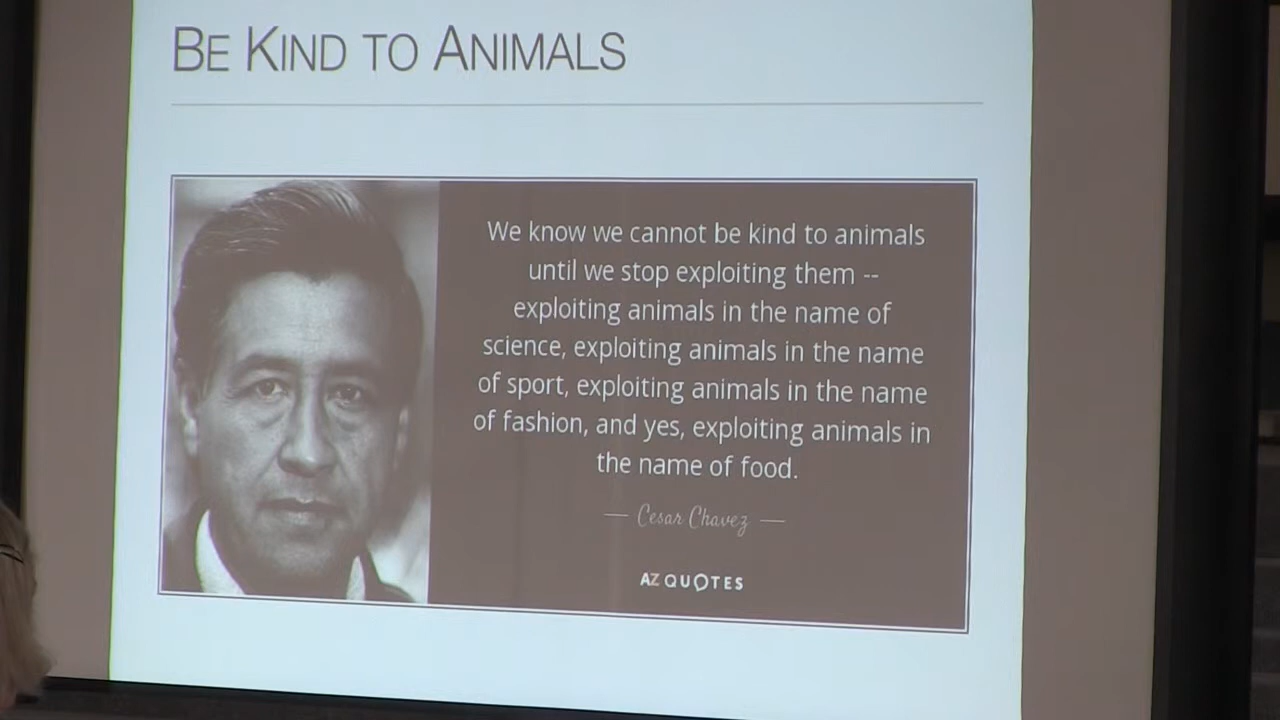 BE KIND TO ANIMALS
We know we cannot be kind to animals
until we stop exploiting them --
exploiting animals in the name of
science, exploiting animals in the name
of sport, exploiting animals in the name
of fashion, and yes, exploiting animals in
the name of food.
— Cesar Chavez —
AZ QUOTES